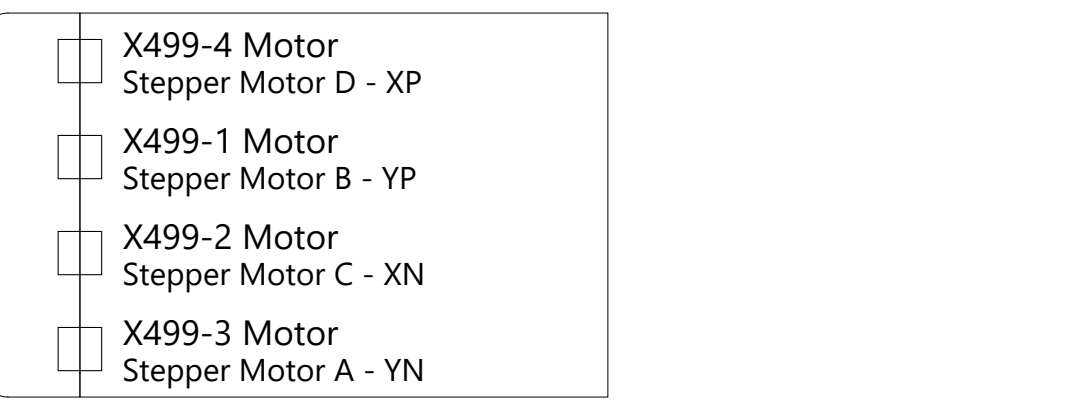 X499-4 Motor
Stepper Motor D - XP
X499-1 Motor
Stepper Motor B - YP
X499-2 Motor
Stepper Motor C - XN
X499-3 Motor
Stepper Motor A - YN